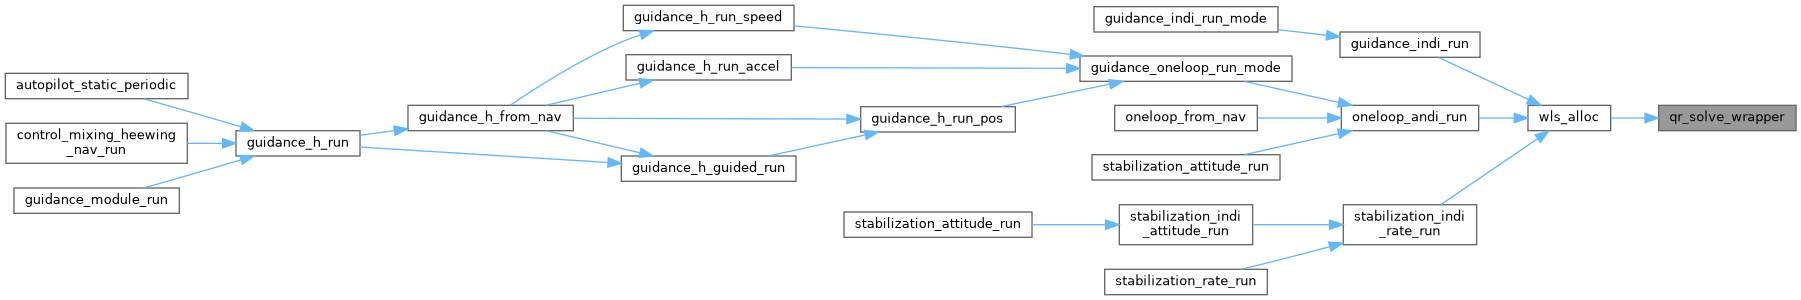 guidance_h_run_speed
guidance_indi_run_mode
guidance_indi_run
guidance_h_run_accel
guidance_oneloop_run_mode
autopilot_static_periodic
guidance_h_from_nav
guidance_h_run_pos
oneloop_from_nav
oneloop_andi_run
wls_alloc
qr_solve_wrapper
control_mixing_heewing
_nav_run
guidance_h_run
guidance_h_guided_run
stabilization_attitude_run
guidance_module_run
stabilization_attitude_run
stabilization_indi
_attitude_run
stabilization_indi
_rate_run
stabilization_rate_run